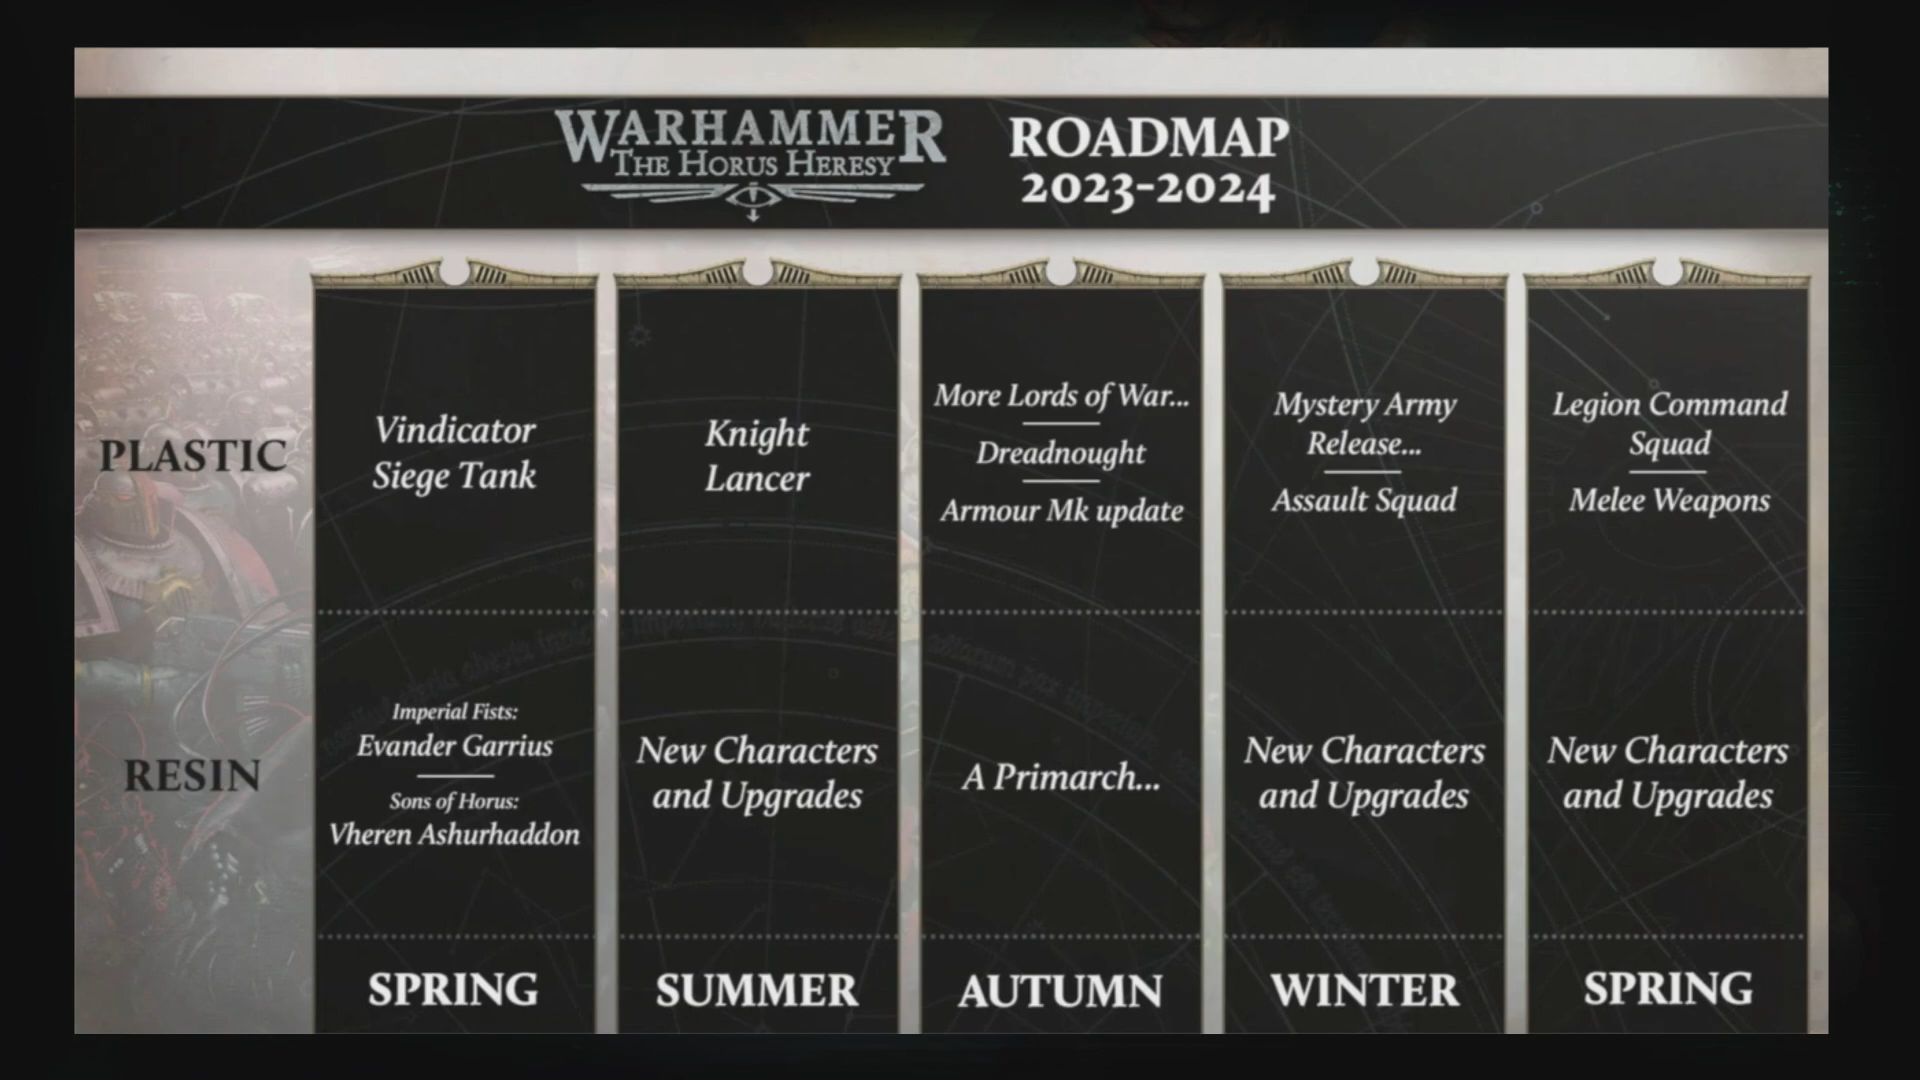 WARHAMMER
THE HORUS HERESY
ROADMAP
2023-2024
PLASTIC
Vindicator
Siege Tank
Knight
Lancer
More Lords of War...
Dreadnought
Armour Mk update
Mystery Army
Release...
Assault Squad
Legion Command
Squad
Melee Weapons
RESIN
Imperial Fists:
Evander Garrius
Sons of Horus:
Vheren Ashurhaddon
New Characters
and Upgrades
A Primarch...
New Characters
and Upgrades
New Characters
and Upgrades
SPRING
SUMMER
AUTUMN
WINTER
SPRING